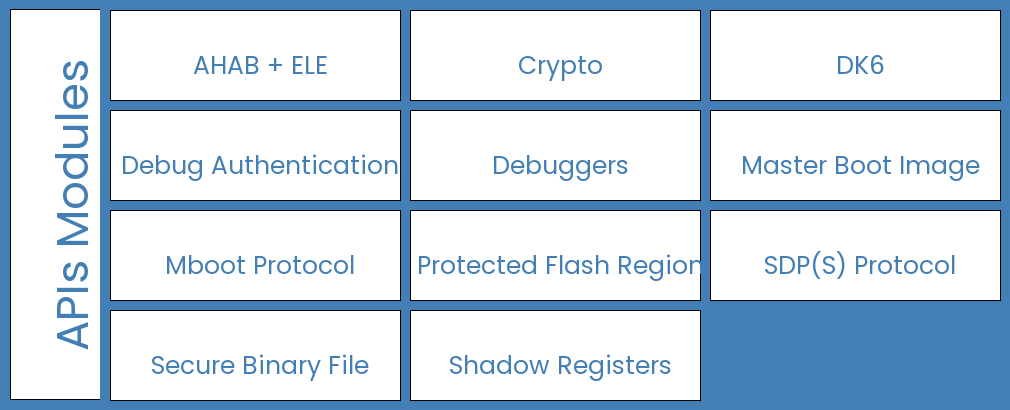 APIs Modules
AHAB + ELE
Crypto
DK6
Debug Authentication
Debuggers
Master Boot Image
Mboot Protocol
Protected Flash Region
SDP(S) Protocol
Secure Binary File
Shadow Registers